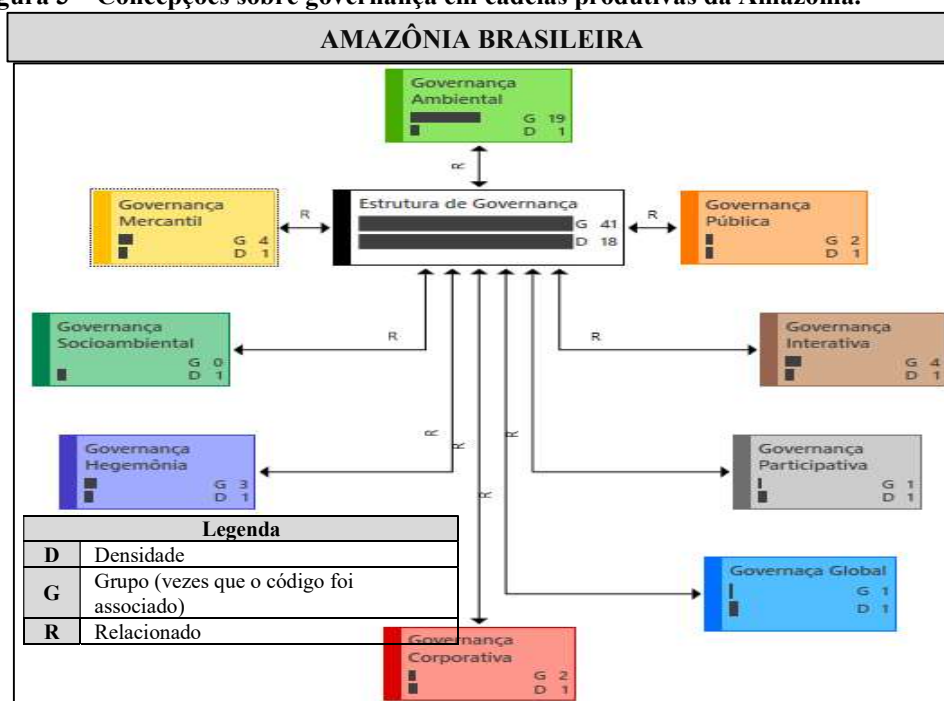 gura 3 – Concepções sobre governança em cadeias produtivas da Amazônia.
AMAZÔNIA BRASILEIRA
Governança
Ambiental
G 19
D 1
R
Governança
Mercantil
G 4
D 1
R
Estrutura de Governança
G 41
D 18
R
Governança
Pública
G 2
D 1
Governança
Socioambiental
G 0
D 1
R
R
Governança
Interativa
G 4
D 1
Governança
Hegemônia
G 3
D 1
R
R
R
R
R
Governança
Participativa
G 1
D 1
Legenda
D Densidade
G Grupo (vezes que o código foi
associado)
R Relacionado
Governaça Global
G 1
D 1
Governança
Corporativa
G 2
D 1